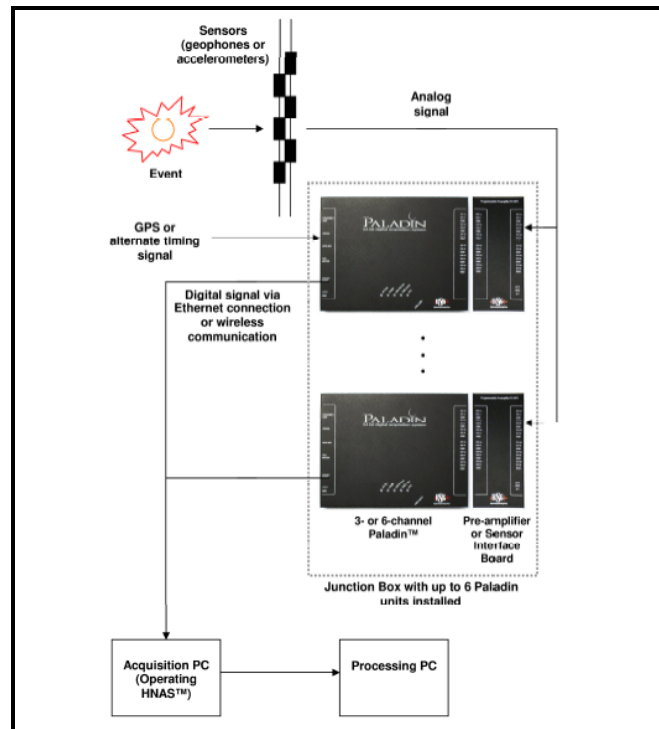 Sensors
(geophones or
accelerometers)
Analog
signal
Event
GPS or
alternate timing
signal
PALADIN
Digital signal via
Ethernet connection
or wireless
communication
PALADIN
3- or 6-channel
Paladin™
Pre-amplifier
or Sensor
Interface
Board
Junction Box with up to 6 Paladin
units installed
Acquisition PC
(Operating
HNAS™)
Processing PC